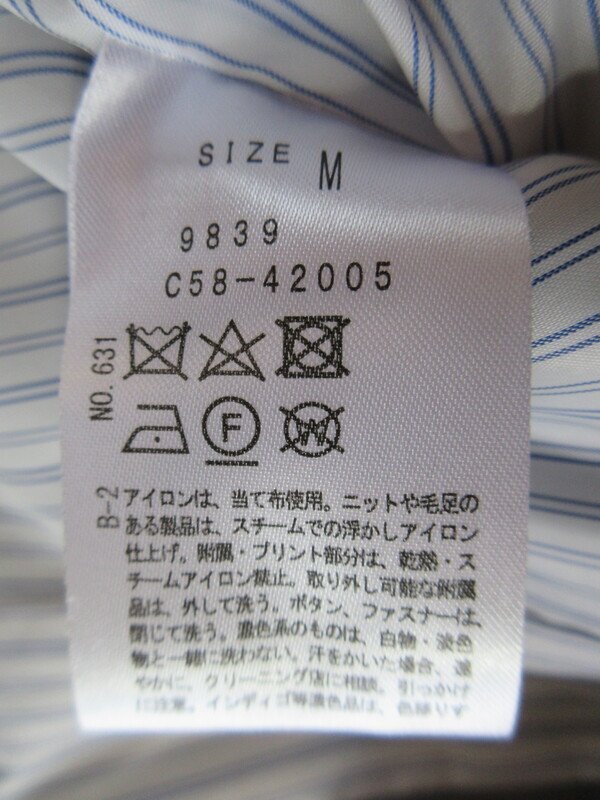 SIZE M
9839
C58-42005
NO. 631
F
W
B-2
アイロンは、当て布使用。ニットや毛足の
ある製品は、スチームでの浮かしアイロン
仕上げ。附属・プリント部分は、乾熱・ス
チームアイロン禁止。取り外し可能な附属
品は、外して洗う。ボタン、ファスナーは、
閉じて洗う。濃色系のものは、白物・淡色
物と一緒に洗わない。汗をかいた場合、速
やかに、クリーニング店に相談。引っかけ
に注意。インディゴ等濃色品は、色移りす